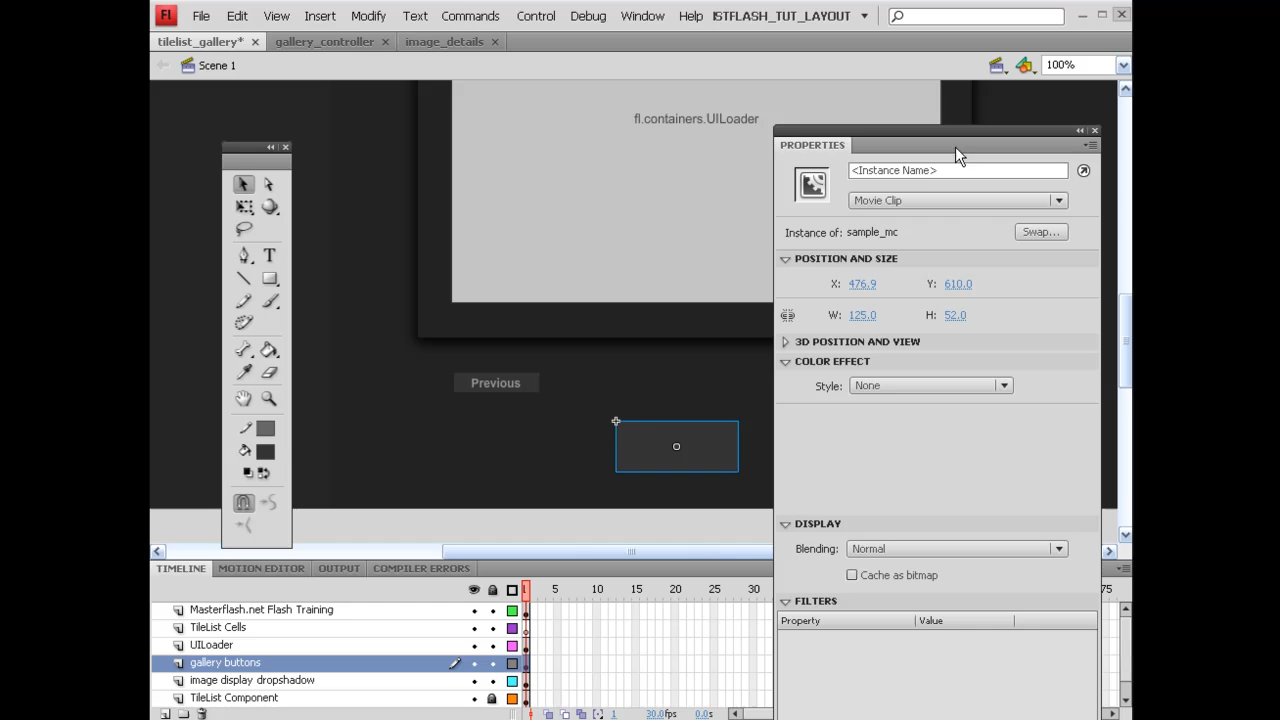 Fl File Edit View Insert Modify Text Commands Control Debug Window Help ISTFLASH_TUT_LAYOUT
tilelist_gallery* gallery_controller image_details
Scene 1 100%
fl.containers.UILoader
PROPERTIES
<Instance Name>
Movie Clip
Instance of: sample_mc Swap...
POSITION AND SIZE
X: 476.9 Y: 610.0
W: 125.0 H: 52.0
3D POSITION AND VIEW
COLOR EFFECT
Style: None
Previous
DISPLAY
Blending: Normal
Cache as bitmap
FILTERS
Property Value
TIMELINE MOTION EDITOR OUTPUT COMPILER ERRORS
1 5 10 15 20 25 30 75
Masterflash.net Flash Training
TileList Cells
UILoader
gallery buttons
image display dropshadow
TileList Component
1 30.0fps 0.0s